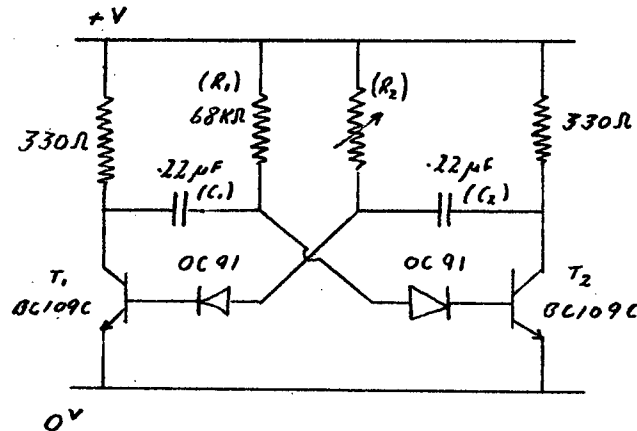 +V
(R₁)
68KΩ
(R₂)
330Ω
330Ω
.22µF
(C₁)
.22µF
(C₂)
OC91
OC91
T₁
BC109C
T₂
BC109C
0V